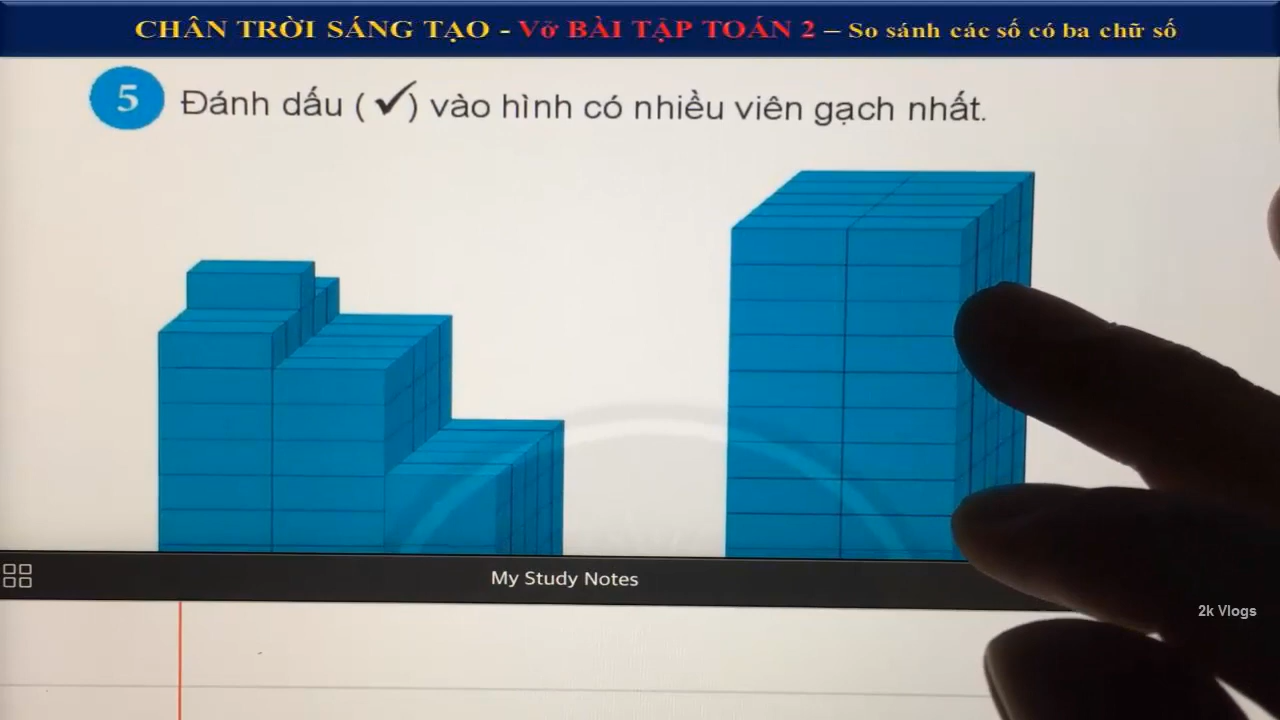 CHÂN TRỜI SÁNG TẠO - Vở BÀI TẬP TOÁN 2 – So sánh các số có ba chữ số
5 Đánh dấu ( ✓ ) vào hình có nhiều viên gạch nhất.
My Study Notes
2k Vlogs